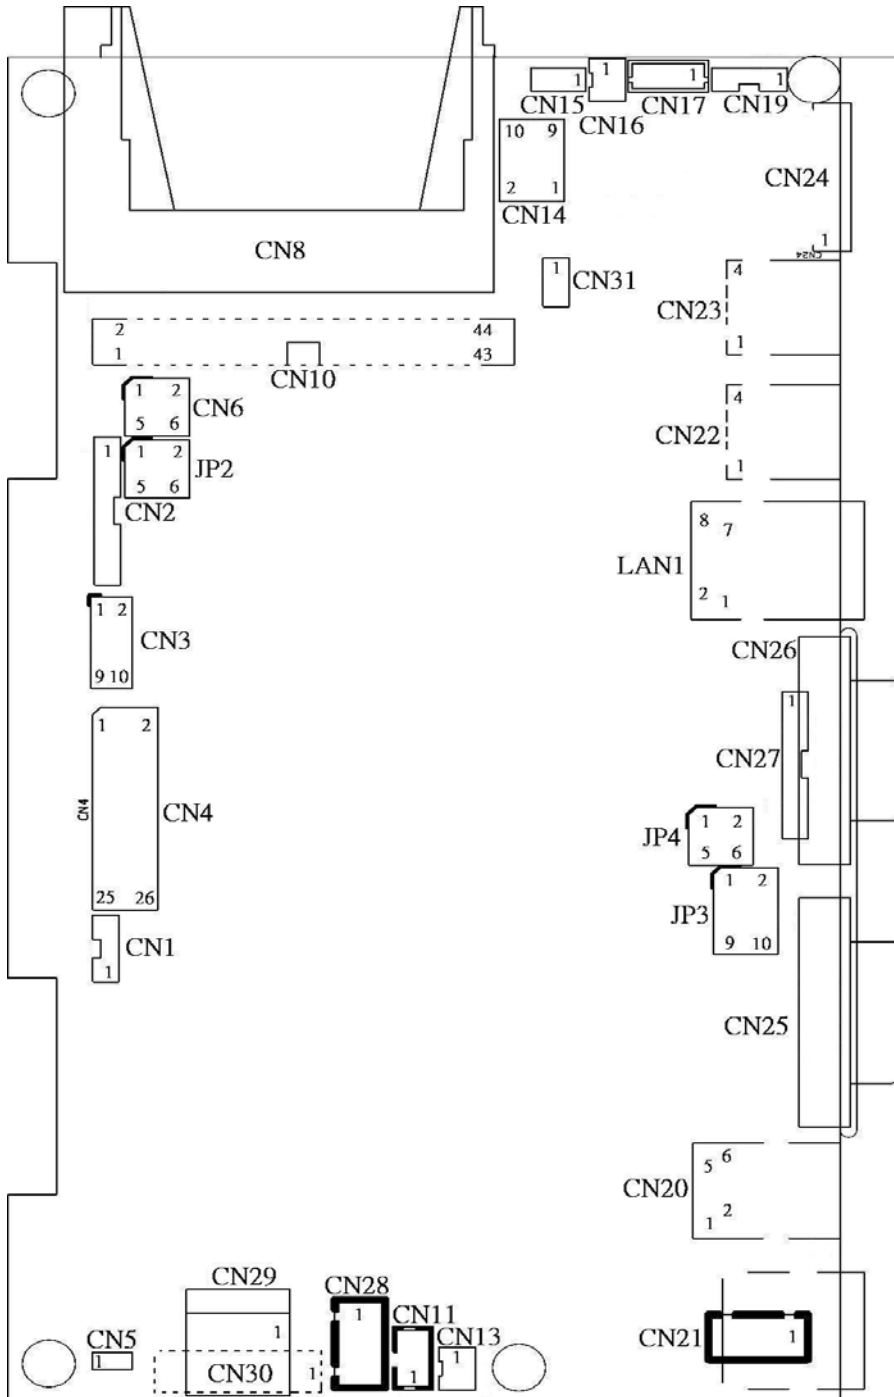 1 1 1 1
CN15 CN16 CN17 CN19
10 9
2 1
CN14
CN24
1
CN24
CN8
1
CN31
4
CN23
1
2 44
1 43
CN10
1 2
5 6
CN6
4
CN22
1
1
CN2
1 2
5 6
JP2
8 7
LAN1
2 1
1 2
CN3
9 10
CN26
1
CN27
1 2
CN4
CN4
25 26
1 2
JP4
5 6
1 2
JP3
9 10
CN1
1
CN25
5 6
CN20
1 2
CN29
1
CN28
1
CN11
1
CN13
1
CN21
1
CN5
1
CN30
1